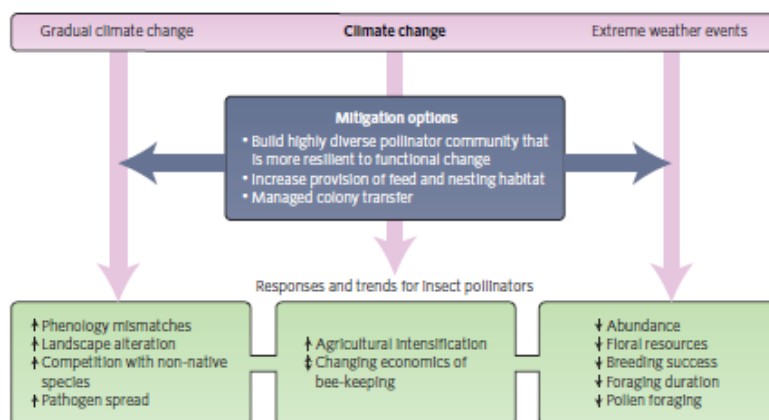 Gradual climate change
Climate change
Extreme weather events
Mitigation options
• Build highly diverse pollinator community that
is more resilient to functional change
• Increase provision of feed and nesting habitat
• Managed colony transfer
Responses and trends for insect pollinators
↑ Phenology mismatches
↑ Landscape alteration
↑ Competition with non-native
species
↑ Pathogen spread
↑ Agricultural intensification
↕ Changing economics of
bee-keeping
↓ Abundance
↓ Floral resources
↓ Breeding success
↓ Foraging duration
↓ Pollen foraging